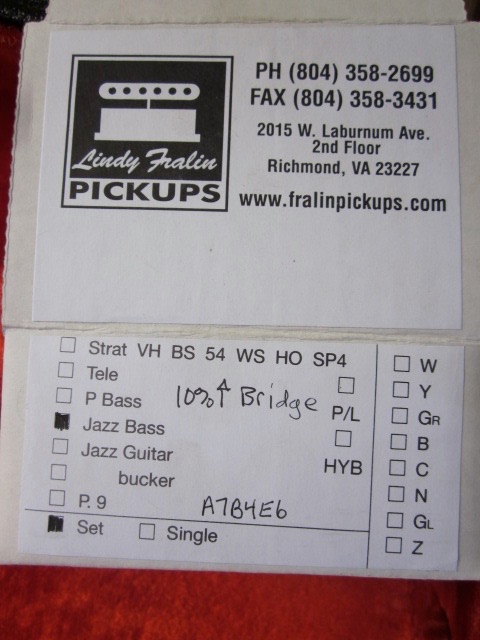 Lindy Fralin
PICKUPS
PH (804) 358-2699
FAX (804) 358-3431
2015 W. Laburnum Ave.
2nd Floor
Richmond, VA 23227
www.fralinpickups.com
Strat VH BS 54 WS HO SP4
Tele
P Bass
10%↑ Bridge
P/L
Jazz Bass
Jazz Guitar
HYB
bucker
P. 9
A7B4E6
Set
Single
W
Y
GR
B
C
N
GL
Z